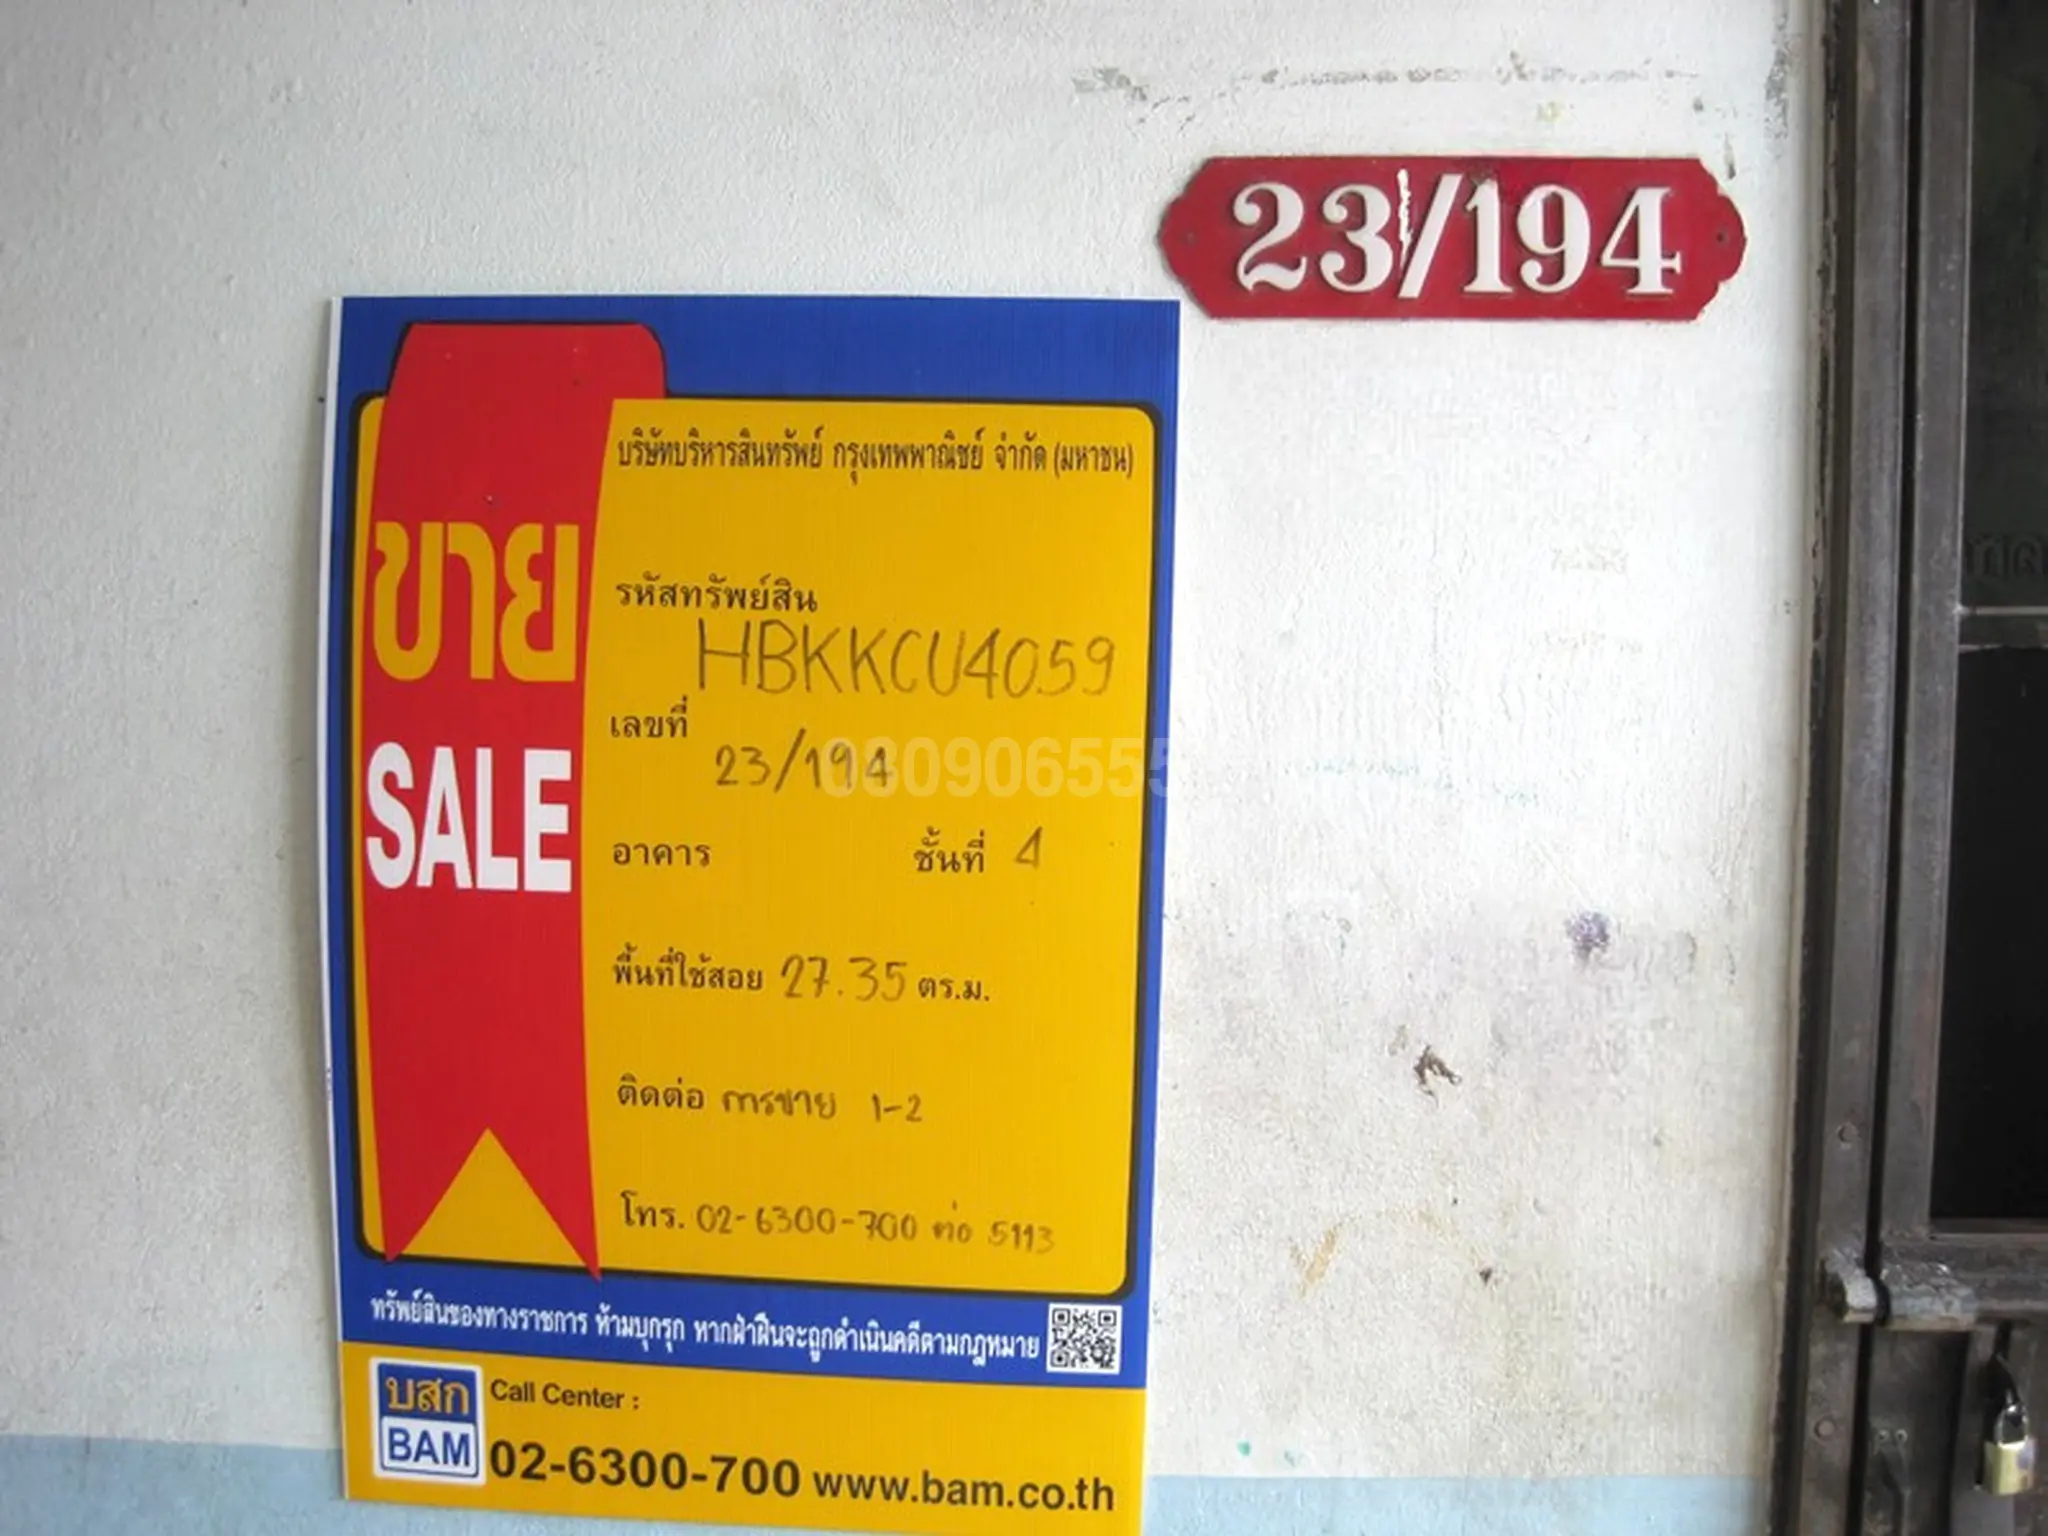 23/194
บริษัทบริหารสินทรัพย์ กรุงเทพพาณิชย์ จำกัด (มหาชน)
ขาย
SALE
รหัสทรัพย์สิน
HBKKCU4059
เลขที่
23/194
อาคาร ชั้นที่ 4
พื้นที่ใช้สอย 27.35 ตร.ม.
ติดต่อ การขาย 1-2
โทร. 02-6300-700 ต่อ 5113
ทรัพย์สินของทางราชการ ห้ามบุกรุก หากฝ่าฝืนจะถูกดำเนินคดีตามกฎหมาย
บสก
BAM
Call Center :
02-6300-700 www.bam.co.th